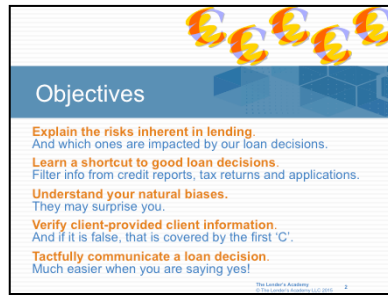 Objectives
Explain the risks inherent in lending.
And which ones are impacted by our loan decisions.
Learn a shortcut to good loan decisions.
Filter info from credit reports, tax returns and applications.
Understand your natural biases.
They may surprise you.
Verify client-provided client information.
And if it is false, that is covered by the first 'C'.
Tactfully communicate a loan decision.
Much easier when you are saying yes!
The Lender's Academy
© The Lender's Academy LLC 2015
2